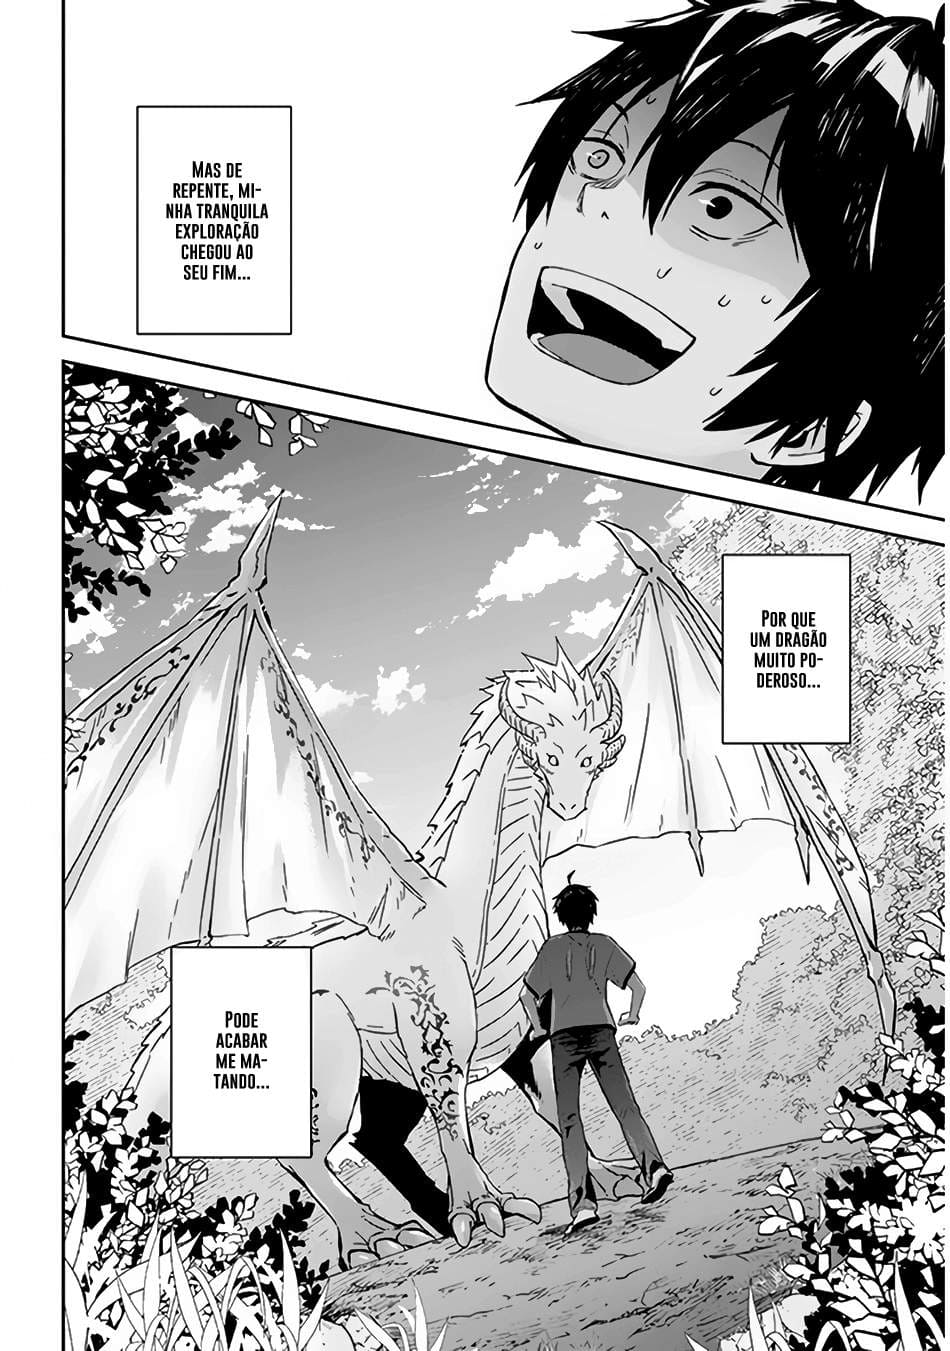 MAS DE
REPENTE, MI-
NHA TRANQUILA
EXPLORAÇÃO
CHEGOU AO
SEU FIM...
POR QUE
UM DRAGÃO
MUITO PO-
DEROSO...
PODE
ACABAR
ME MA-
TANDO...